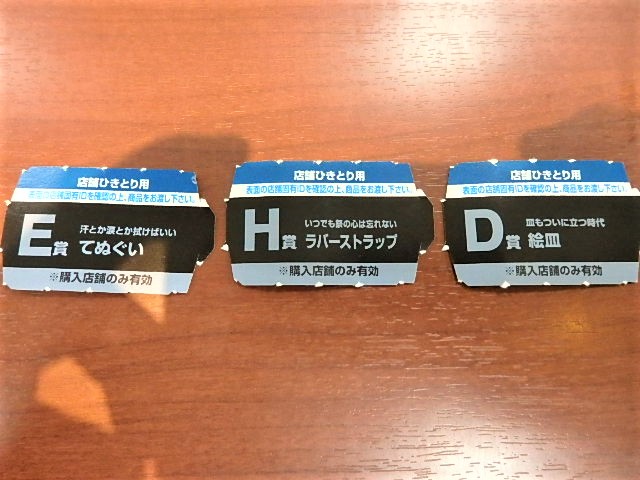 店舗ひきとり用
表面の店舗固有IDを確認の上、商品をお渡し下さい。
E賞
汗とか涙とか拭けばいい
てぬぐい
※購入店舗のみ有効
店舗ひきとり用
表面の店舗固有IDを確認の上、商品をお渡し下さい。
H賞
いつでも祭の心は忘れない
ラバーストラップ
※購入店舗のみ有効
店舗ひきとり用
表面の店舗固有IDを確認の上、商品をお渡し下さい。
D賞
皿もついに立つ時代
絵皿
※購入店舗のみ有効